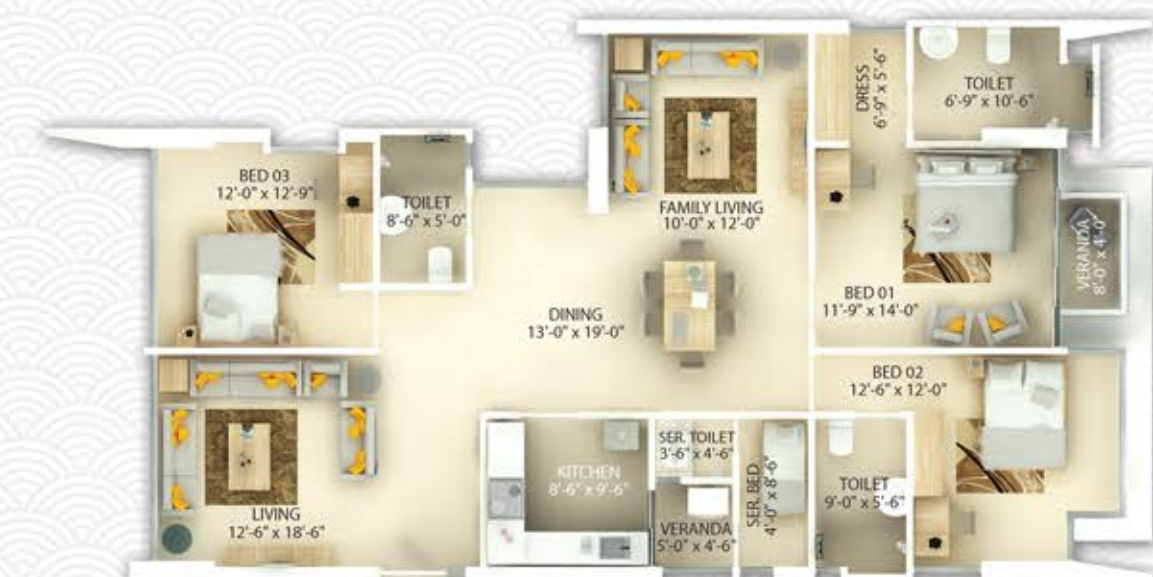 DRESS
6'-9" x 5'-6"
TOILET
6'-9" x 10'-6"
BED 03
12'-0" x 12'-9"
TOILET
8'-6" x 5'-0"
FAMILY LIVING
10'-0" x 12'-0"
VERANDA
8'-0" x 4'-0"
BED 01
11'-9" x 14'-0"
DINING
13'-0" x 19'-0"
BED 02
12'-6" x 12'-0"
SER. TOILET
3'-6" x 4'-6"
KITCHEN
8'-6" x 9'-6"
SER. BED
4'-0" x 8'-6"
TOILET
9'-0" x 5'-6"
LIVING
12'-6" x 18'-6"
VERANDA
5'-0" x 4'-6"